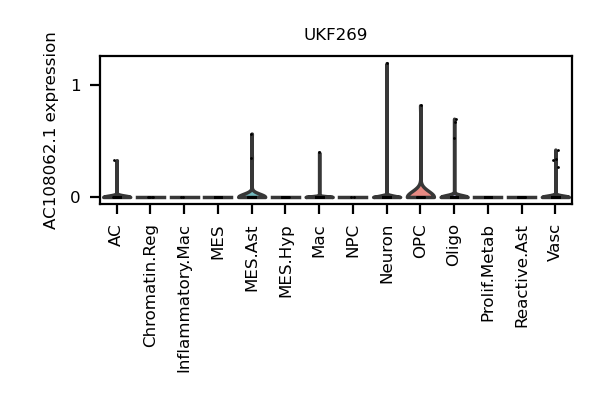 UKF269
AC108062.1 expression
1
0
AC
Chromatin.Reg
Inflammatory.Mac
MES
MES.Ast
MES.Hyp
Mac
NPC
Neuron
OPC
Oligo
Prolif.Metab
Reactive.Ast
Vasc